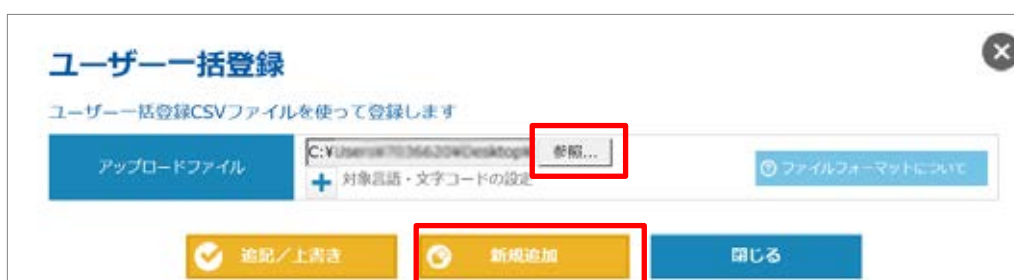 ユーザー一括登録
ユーザー一括登録CSVファイルを使って登録します
アップロードファイル
C:¥ 参照...
対象言語・文字コードの設定
ファイルフォーマットについて
追記／上書き
新規追加
閉じる